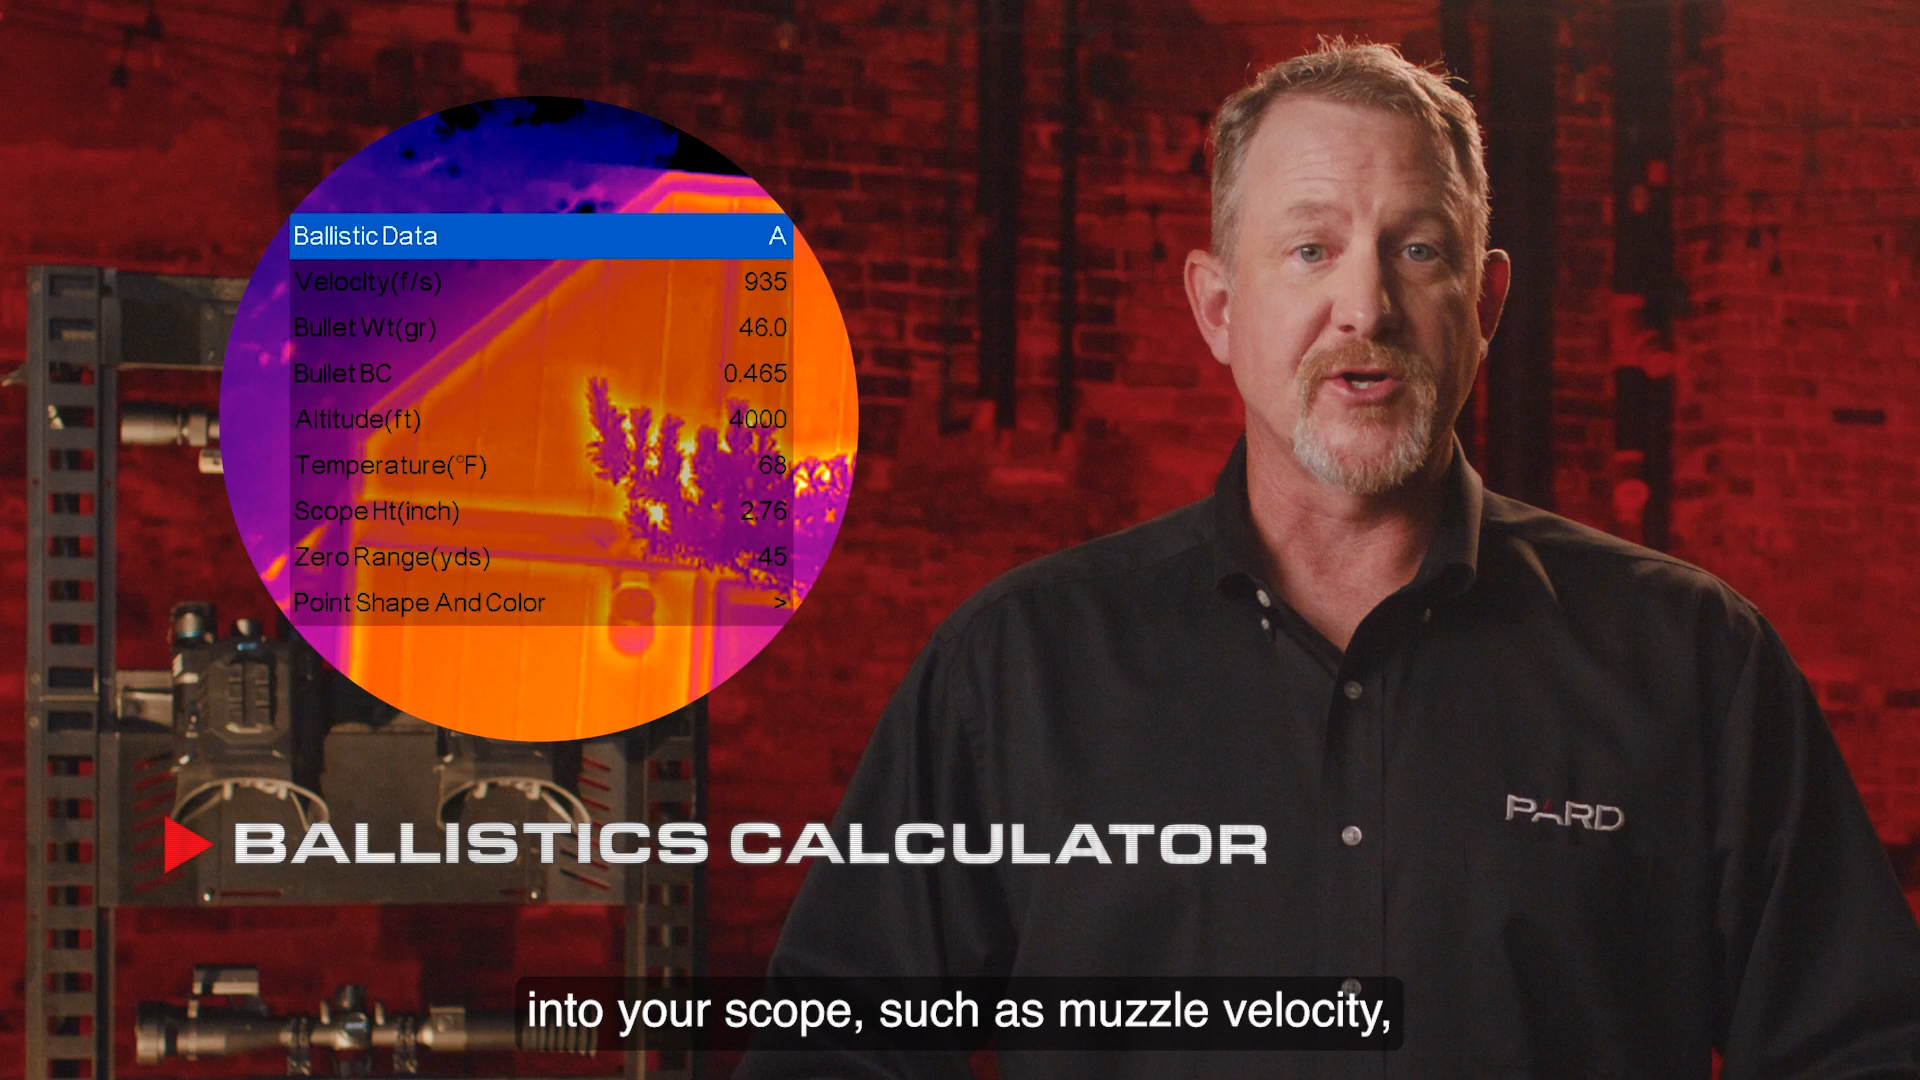 Ballistic Data A
Velocity(f/s) 935
Bullet Wt(gr) 46.0
Bullet BC 0.465
Altitude(ft) 4000
Temperature(°F) 68
Scope Ht(inch) 2.76
Zero Range(yds) 45
Point Shape And Color >
PARD
BALLISTICS CALCULATOR
into your scope, such as muzzle velocity,